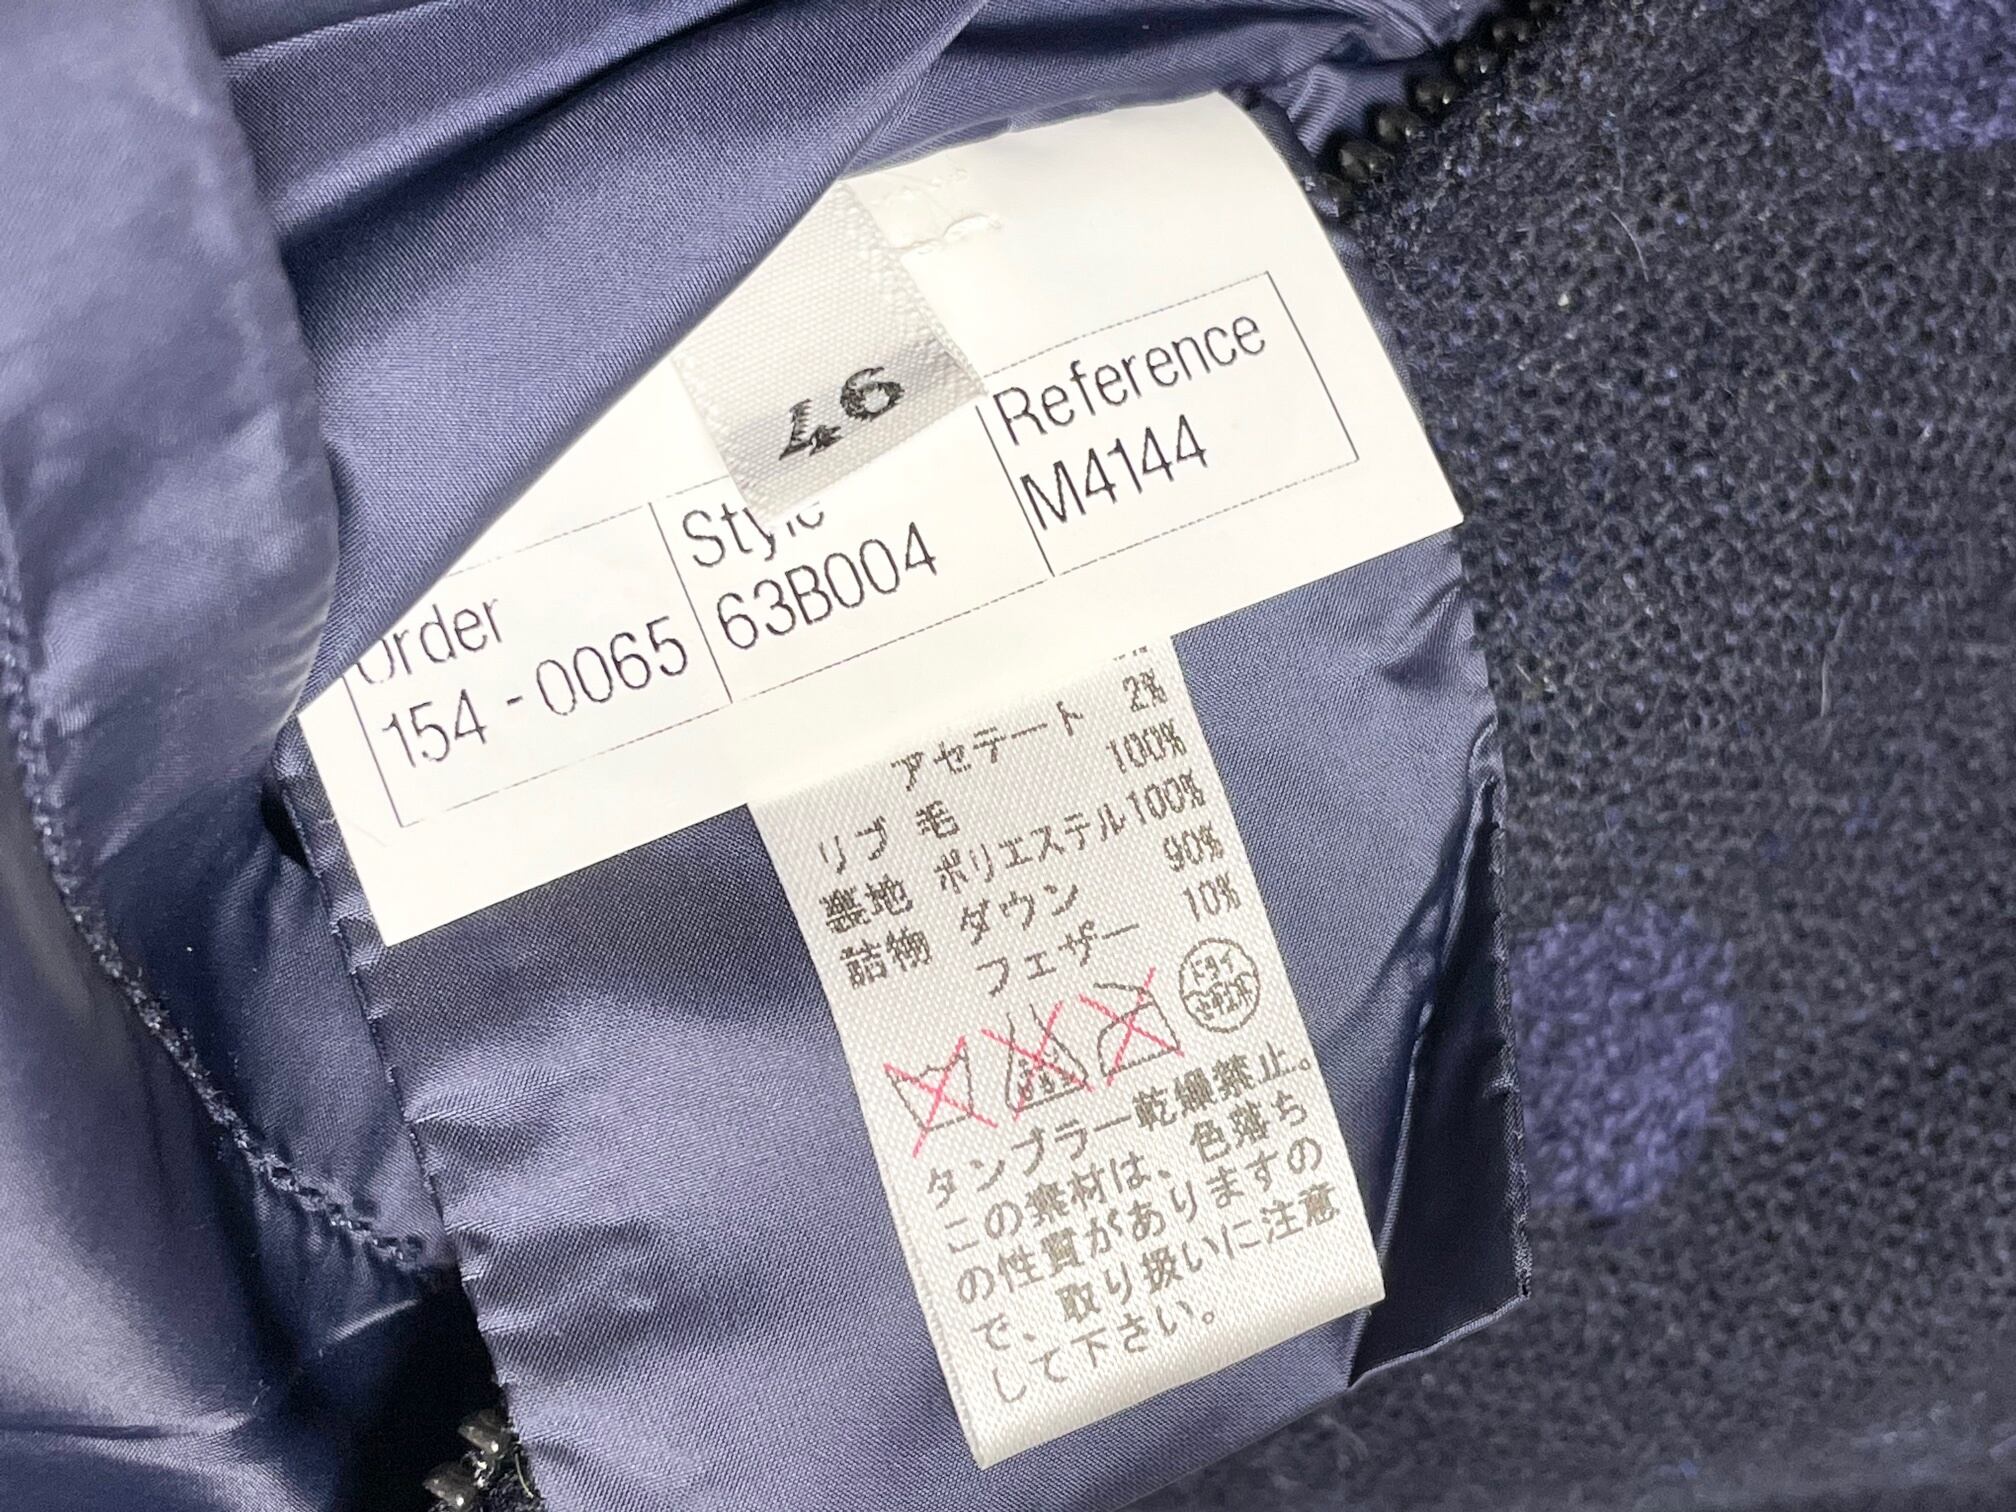 46
Order
154-0065
Style
63B004
Reference
M4144
アセテート 2%
リブ 毛 100%
裏地 ポリエステル100%
詰物 ダウン 90%
フェザー 10%
ドライ
タンブラー乾燥禁止。
この素材は、色落ち
の性質がありますの
で、取り扱いに注意
して下さい。